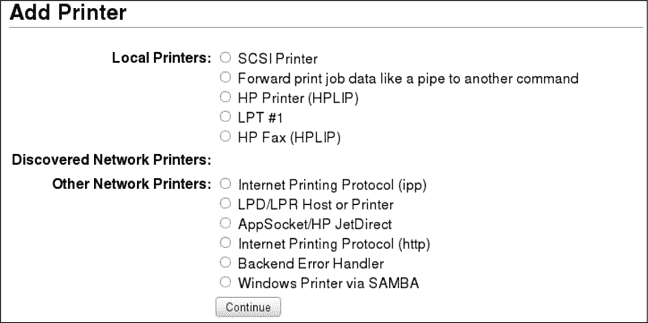 Add Printer
Local Printers: SCSI Printer
Forward print job data like a pipe to another command
HP Printer (HPLIP)
LPT #1
HP Fax (HPLIP)
Discovered Network Printers:
Other Network Printers: Internet Printing Protocol (ipp)
LPD/LPR Host or Printer
AppSocket/HP JetDirect
Internet Printing Protocol (http)
Backend Error Handler
Windows Printer via SAMBA
Continue